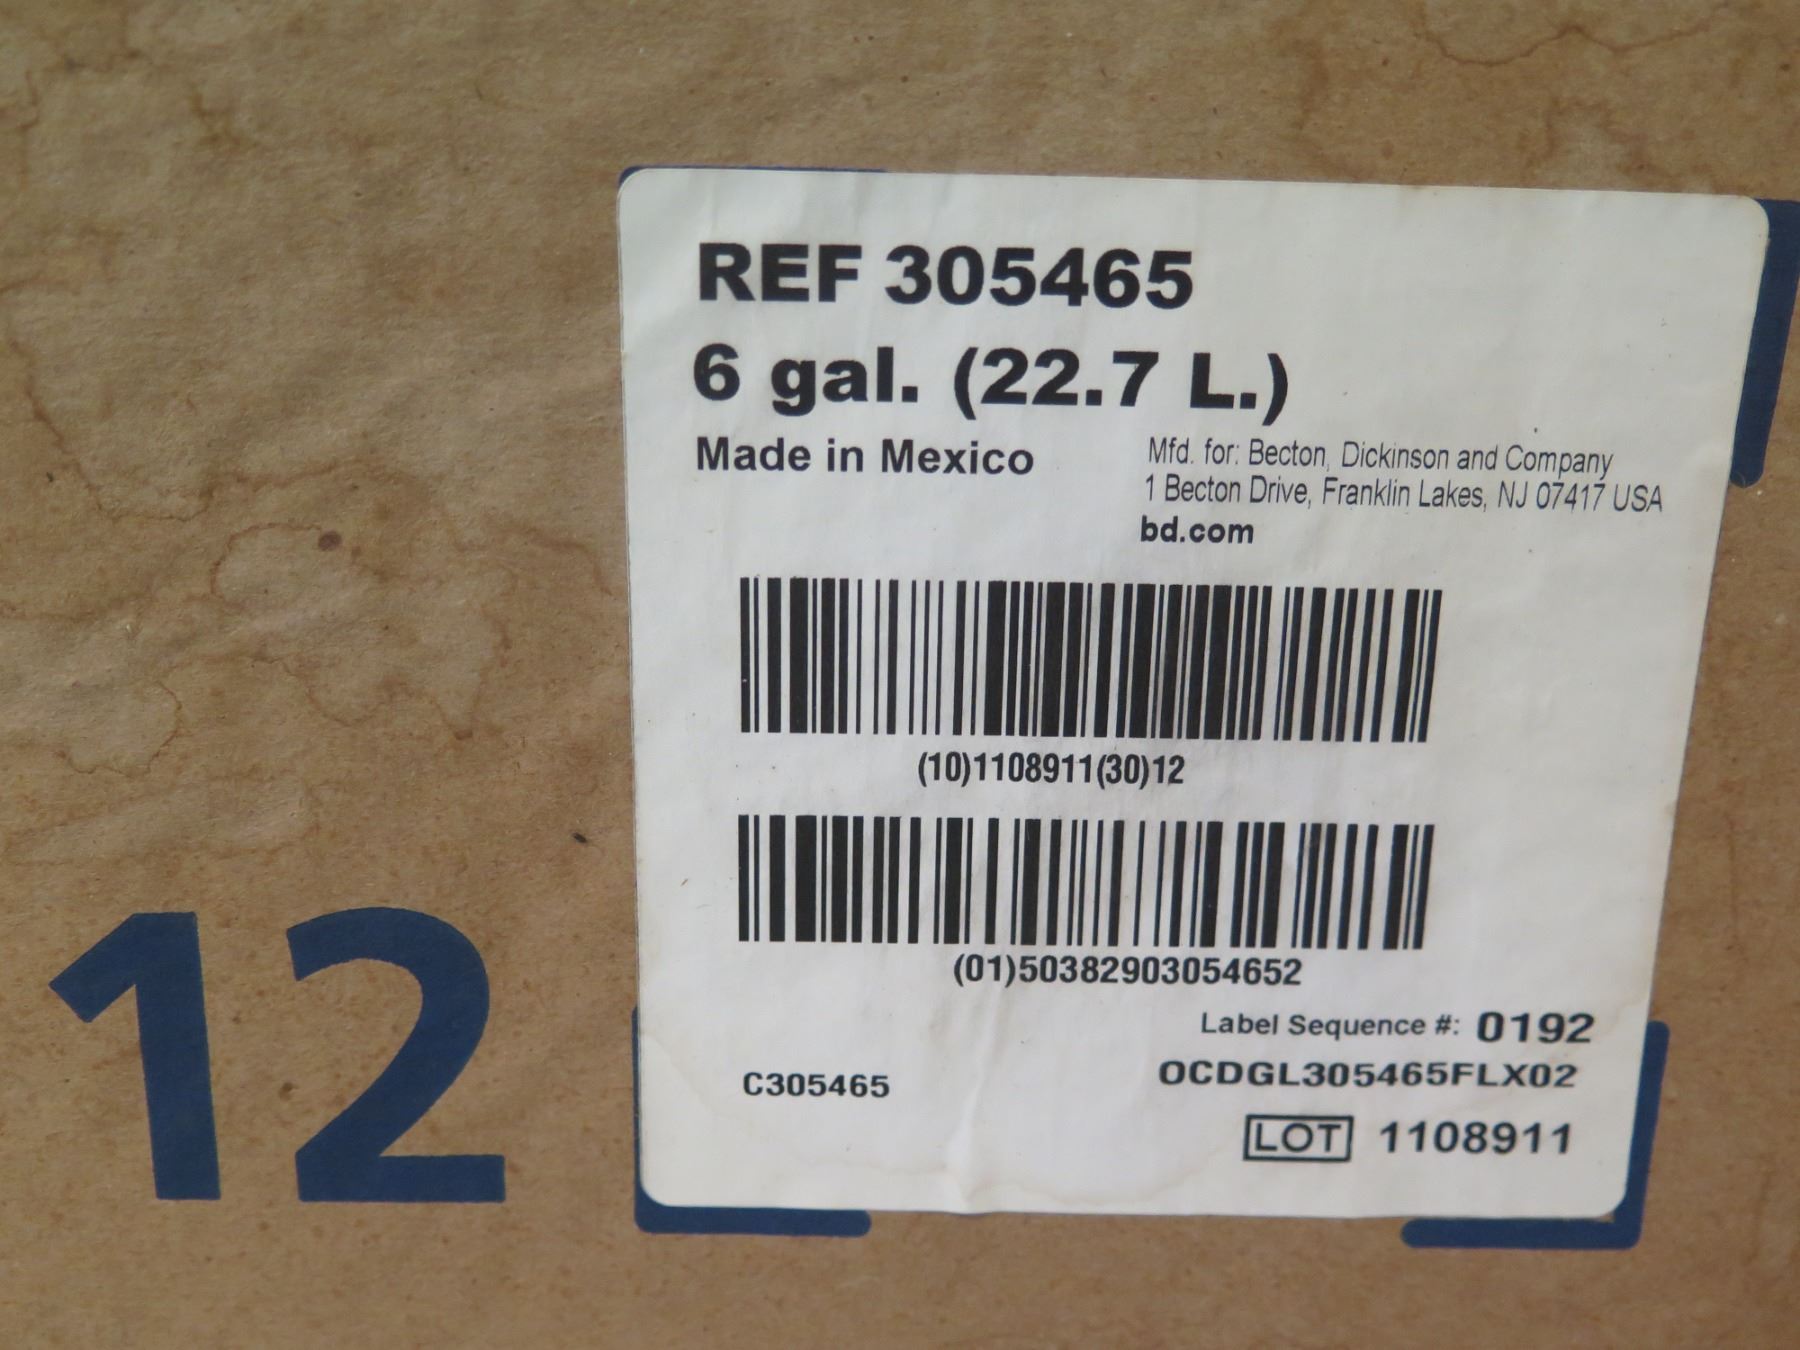 REF 305465
6 gal. (22.7 L.)
Made in Mexico
Mfd. for: Becton, Dickinson and Company
1 Becton Drive, Franklin Lakes, NJ 07417 USA
bd.com
(10)1108911(30)12
(01)50382903054652
Label Sequence #: 0192
C305465
OCDGL305465FLX02
LOT 1108911
12